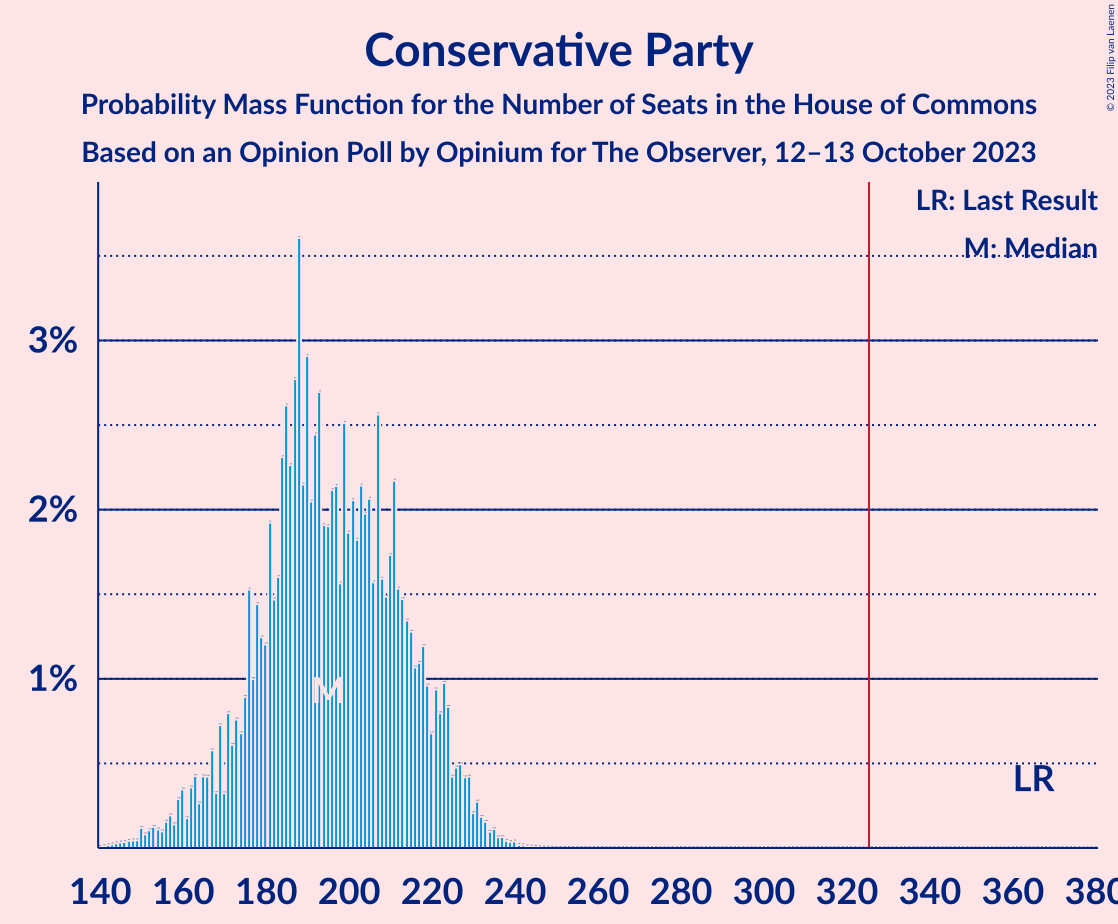 Conservative Party
Probability Mass Function for the Number of Seats in the House of Commons
Based on an Opinion Poll by Opinium for The Observer, 12–13 October 2023
© 2023 Filip van Laenen
LR: Last Result
M: Median
3%
2%
1%
M
LR
140 160 180 200 220 240 260 280 300 320 340 360 380